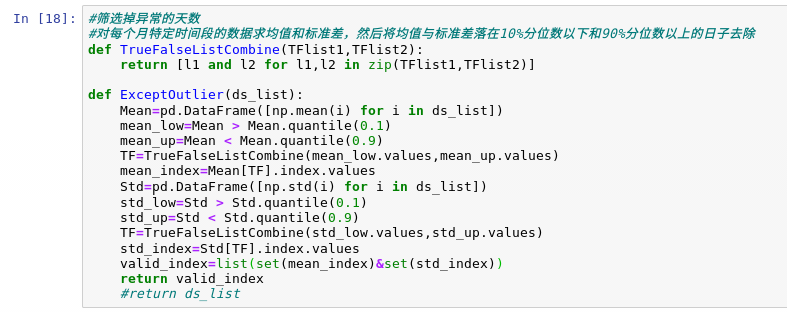 In [18]:
#筛选掉异常的天数
#对每个月特定时间段的数据求均值和标准差，然后将均值与标准差落在10%分位数以下和90%分位数以上的日子去除
def TrueFalseListCombine(TFlist1,TFlist2):
    return [l1 and l2 for l1,l2 in zip(TFlist1,TFlist2)]

def ExceptOutlier(ds_list):
    Mean=pd.DataFrame([np.mean(i) for i in ds_list])
    mean_low=Mean > Mean.quantile(0.1)
    mean_up=Mean < Mean.quantile(0.9)
    TF=TrueFalseListCombine(mean_low.values,mean_up.values)
    mean_index=Mean[TF].index.values
    Std=pd.DataFrame([np.std(i) for i in ds_list])
    std_low=Std > Std.quantile(0.1)
    std_up=Std < Std.quantile(0.9)
    TF=TrueFalseListCombine(std_low.values,std_up.values)
    std_index=Std[TF].index.values
    valid_index=list(set(mean_index)&set(std_index))
    return valid_index
    #return ds_list